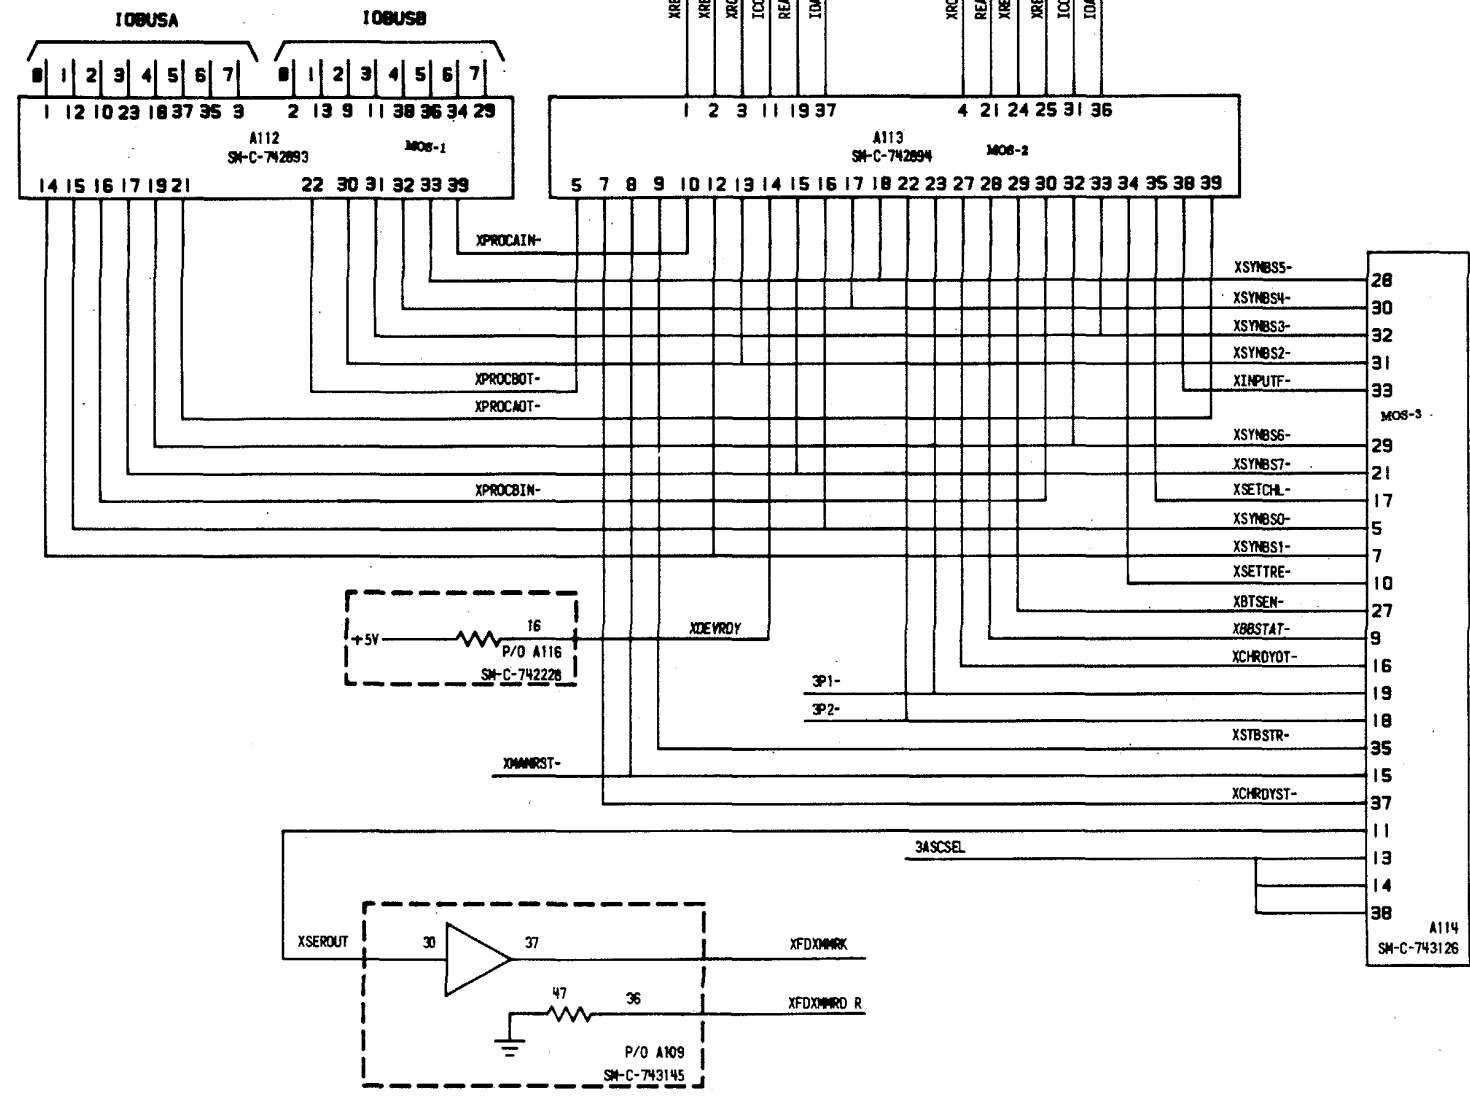 IOBUSA IOBUSB
0 1 2 3 4 5 6 7 0 1 2 3 4 5 6 7
1 12 10 23 18 37 35 3 2 13 9 11 38 36 34 29
A112
SM-C-742893
MOS-1
14 15 16 17 19 21 22 30 31 32 33 39
1 2 3 11 19 37 4 21 24 25 31 36
A113
SM-C-742894
MOS-2
5 7 8 9 10 12 13 14 15 16 17 18 22 23 27 28 29 30 32 33 34 35 38 39
XPROCAIN-
XSYNBS5- 28
XSYNBS4- 30
XSYNBS3- 32
XSYNBS2- 31
XPROCBOT- XINPUTF- 33
XPROCAOT-
MOS-3
XSYNBS6- 29
XSYNBS7- 21
XPROCBIN- XSETCHL- 17
XSYNBS0- 5
XSYNBS1- 7
XSETTRE- 10
XBTSEN- 27
+5V 16 XDEVRDY XBBSTAT- 9
P/O A116
SM-C-742228
XCHRDYOT- 16
3P1- 19
3P2- 18
XSTBSTR- 35
XMANRST- 15
XCHRDYST- 37
11
3ASCSEL 13
14
38
A114
SM-C-743126
XSEROUT 30 37 XFDXMMRK
47 36 XFDXMMRD R
P/O A109
SM-C-743145